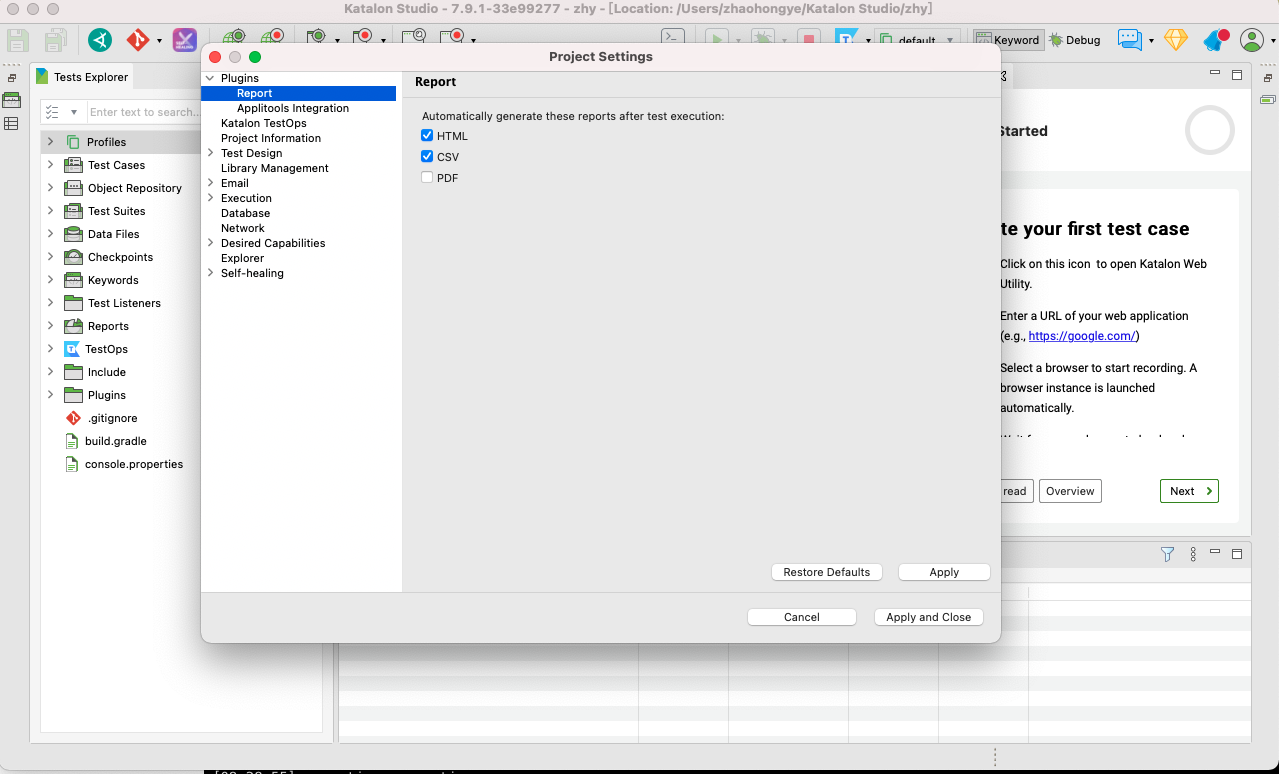 Katalon Studio - 7.9.1-33e99277 - zhy - [Location: /Users/zhaohongye/Katalon Studio/zhy]
default
Keyword
Debug
Tests Explorer
Enter text to search...
Profiles
Test Cases
Object Repository
Test Suites
Data Files
Checkpoints
Keywords
Test Listeners
Reports
TestOps
Include
Plugins
.gitignore
build.gradle
console.properties
Project Settings
Plugins
Report
Applitools Integration
Katalon TestOps
Project Information
Test Design
Library Management
Email
Execution
Database
Network
Desired Capabilities
Explorer
Self-healing
Report
Automatically generate these reports after test execution:
HTML
CSV
PDF
Restore Defaults
Apply
Cancel
Apply and Close
Started
te your first test case
Click on this icon to open Katalon Web
Utility.
Enter a URL of your web application
(e.g., https://google.com/)
Select a browser to start recording. A
browser instance is launched
automatically.
read
Overview
Next